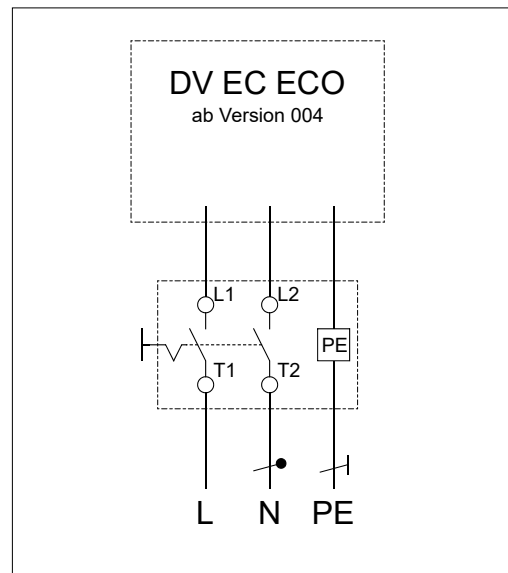 DV EC ECO
ab Version 004
L1 L2
PE
T1 T2
L N PE